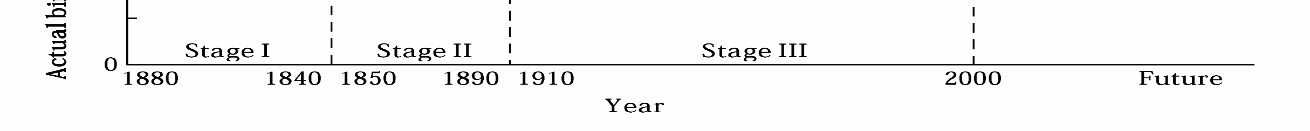 Actual bi
Stage I Stage II Stage III
0
1880 1840 1850 1890 1910 2000 Future
Year